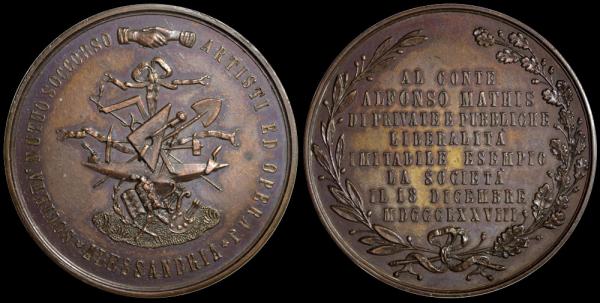 SOCIETÀ MUTUO SOCCORSO ARTISTI ED OPERAI
* ALESSANDRIA *
AL CONTE
ALFONSO MATHIS
DI PRIVATE E PUBBLICHE
LIBERALITÀ
IMITABILE ESEMPIO
LA SOCIETÀ
IL 18 DICEMBRE
MDCCCLXXVIII